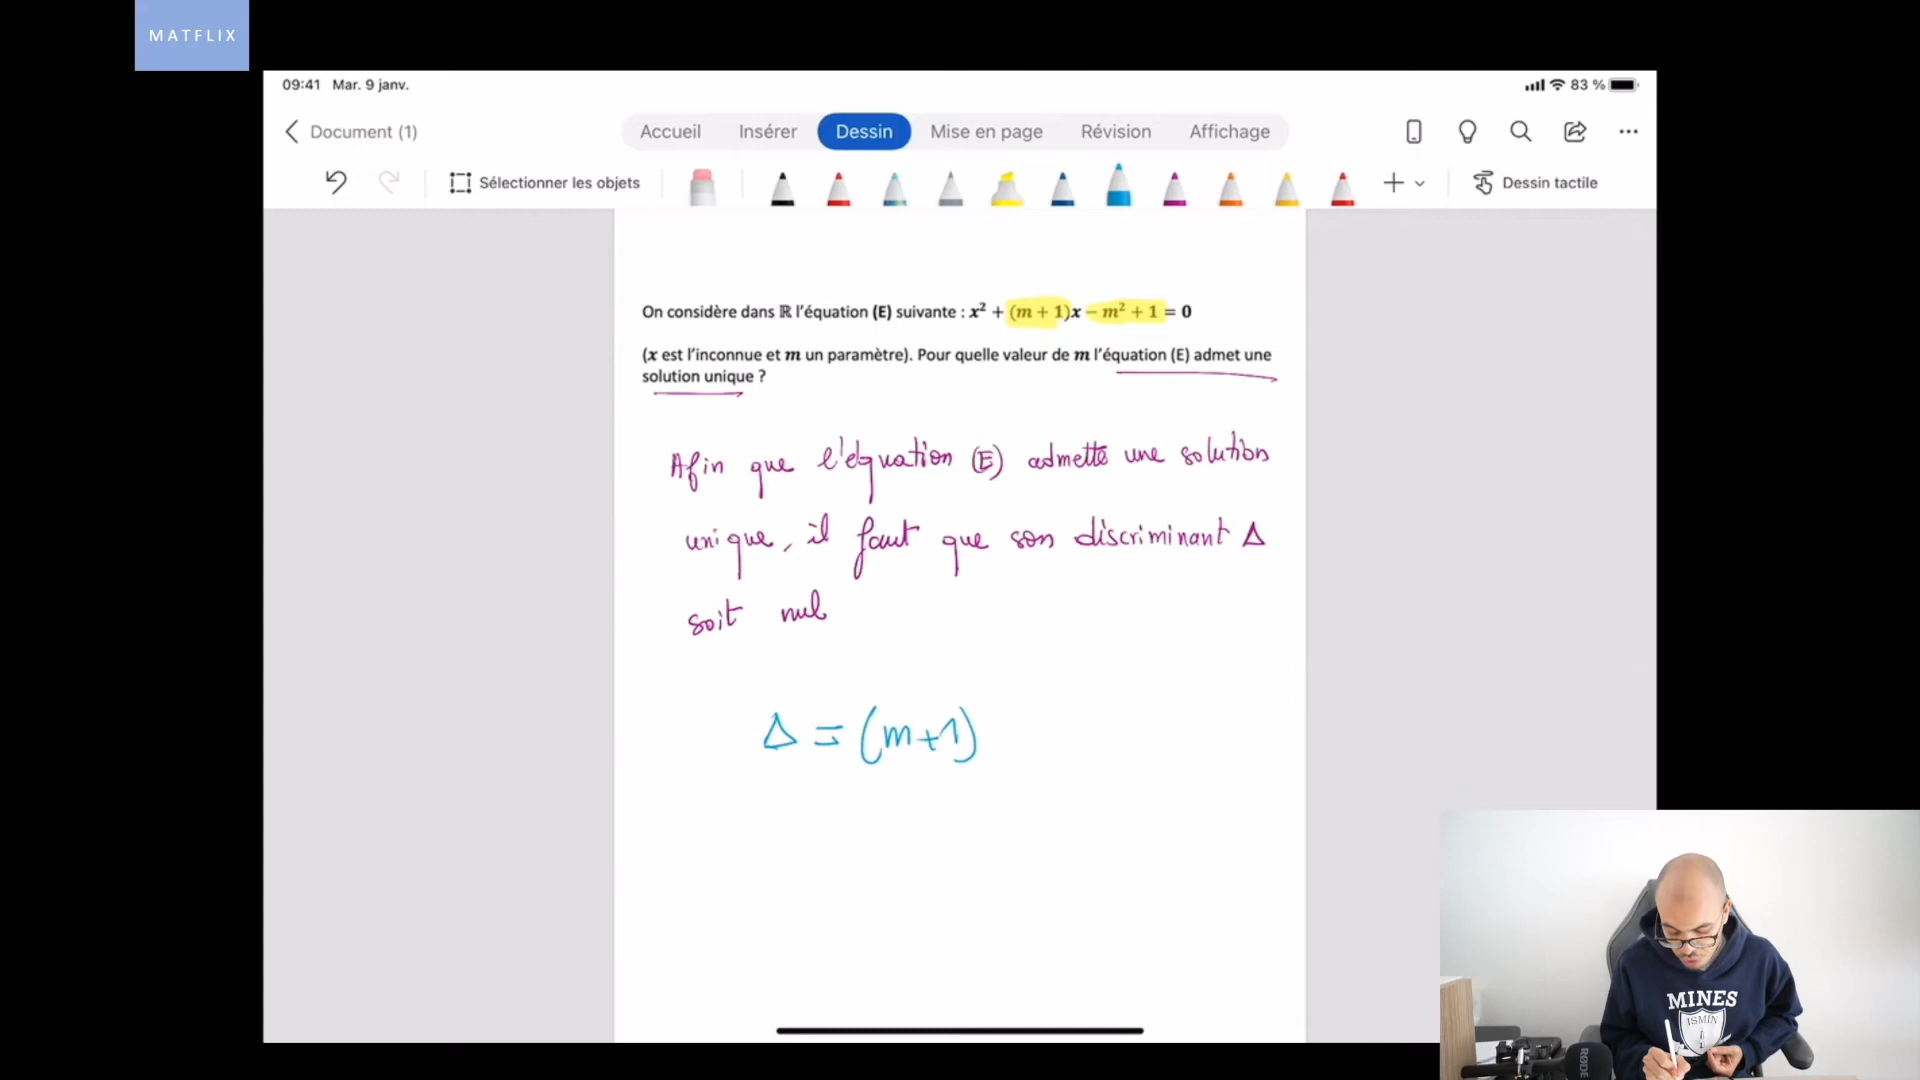 MATFLIX
09:41 Mar. 9 janv.
83 %
Document (1)
Accueil Insérer Dessin Mise en page Révision Affichage
Sélectionner les objets
Dessin tactile
On considère dans ℝ l'équation (E) suivante : x² + (m + 1)x − m² + 1 = 0
(x est l'inconnue et m un paramètre). Pour quelle valeur de m l'équation (E) admet une
solution unique ?
Afin que l'équation (E) admette une solution
unique, il faut que son discriminant Δ
soit nul
Δ = (m+1)
MINES
ISMIN
RØDE